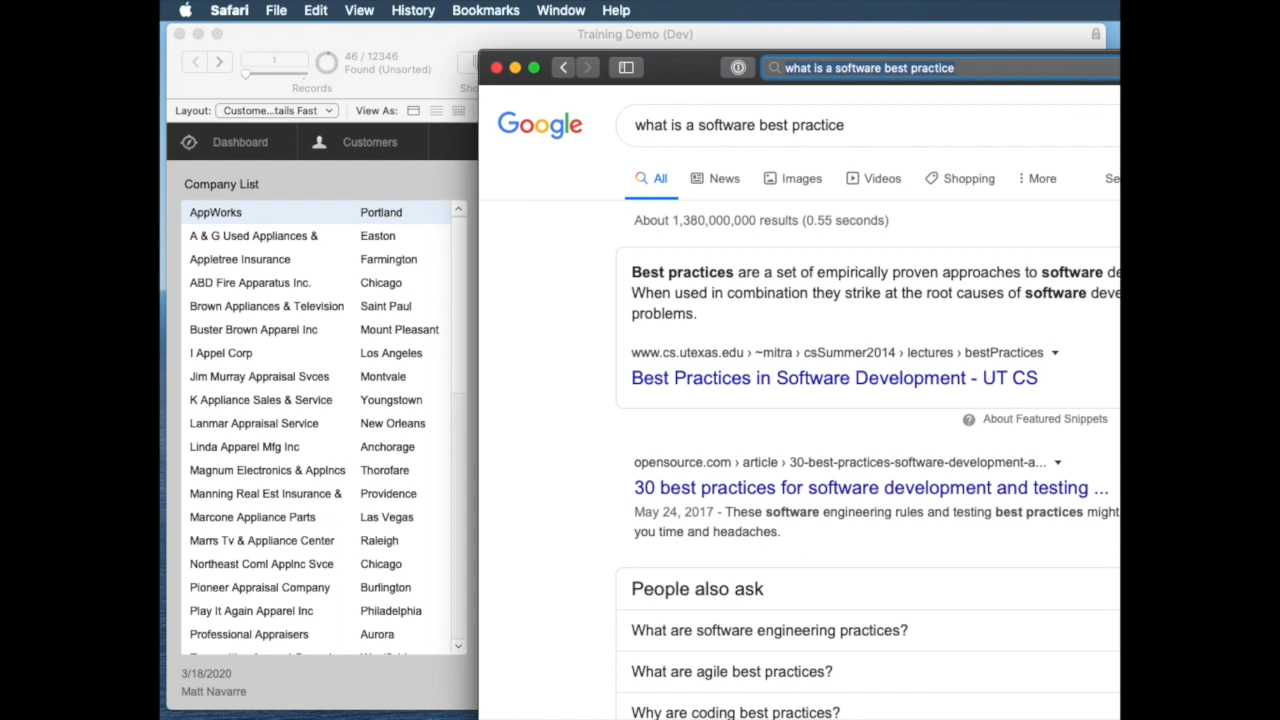 Safari File Edit View History Bookmarks Window Help
Training Demo (Dev)
1
46 / 12346
Found (Unsorted)
Records
Sho
Layout: Custome...tails Fast View As:
Dashboard Customers
Company List
AppWorks Portland
A & G Used Appliances & Easton
Appletree Insurance Farmington
ABD Fire Apparatus Inc. Chicago
Brown Appliances & Television Saint Paul
Buster Brown Apparel Inc Mount Pleasant
I Appel Corp Los Angeles
Jim Murray Appraisal Svces Montvale
K Appliance Sales & Service Youngstown
Lanmar Appraisal Service New Orleans
Linda Apparel Mfg Inc Anchorage
Magnum Electronics & Applncs Thorofare
Manning Real Est Insurance & Providence
Marcone Appliance Parts Las Vegas
Marrs Tv & Appliance Center Raleigh
Northeast Coml Applnc Svce Chicago
Pioneer Appraisal Company Burlington
Play It Again Apparel Inc Philadelphia
Professional Appraisers Aurora
3/18/2020
Matt Navarre
what is a software best practice
Google
what is a software best practice
All News Images Videos Shopping More Se
About 1,380,000,000 results (0.55 seconds)
Best practices are a set of empirically proven approaches to software de
When used in combination they strike at the root causes of software deve
problems.
www.cs.utexas.edu › ~mitra › csSummer2014 › lectures › bestPractices
Best Practices in Software Development - UT CS
About Featured Snippets
opensource.com › article › 30-best-practices-software-development-a...
30 best practices for software development and testing ...
May 24, 2017 - These software engineering rules and testing best practices might
you time and headaches.
People also ask
What are software engineering practices?
What are agile best practices?
Why are coding best practices?